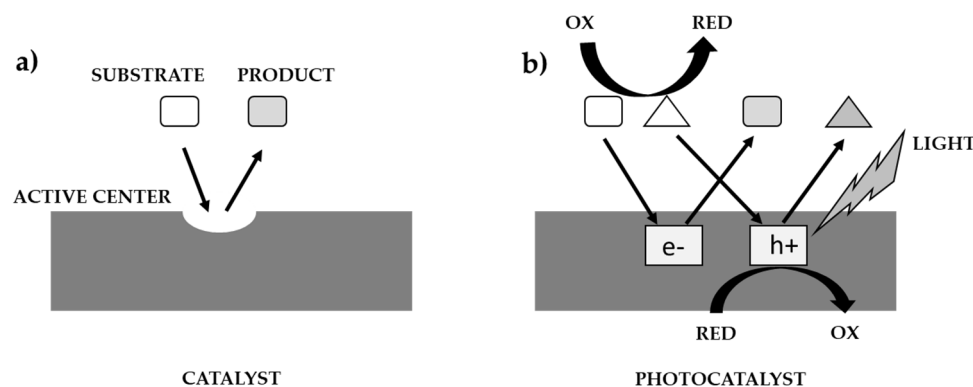 a)
SUBSTRATE PRODUCT
ACTIVE CENTER
CATALYST
b)
OX RED
LIGHT
e- h+
RED OX
PHOTOCATALYST